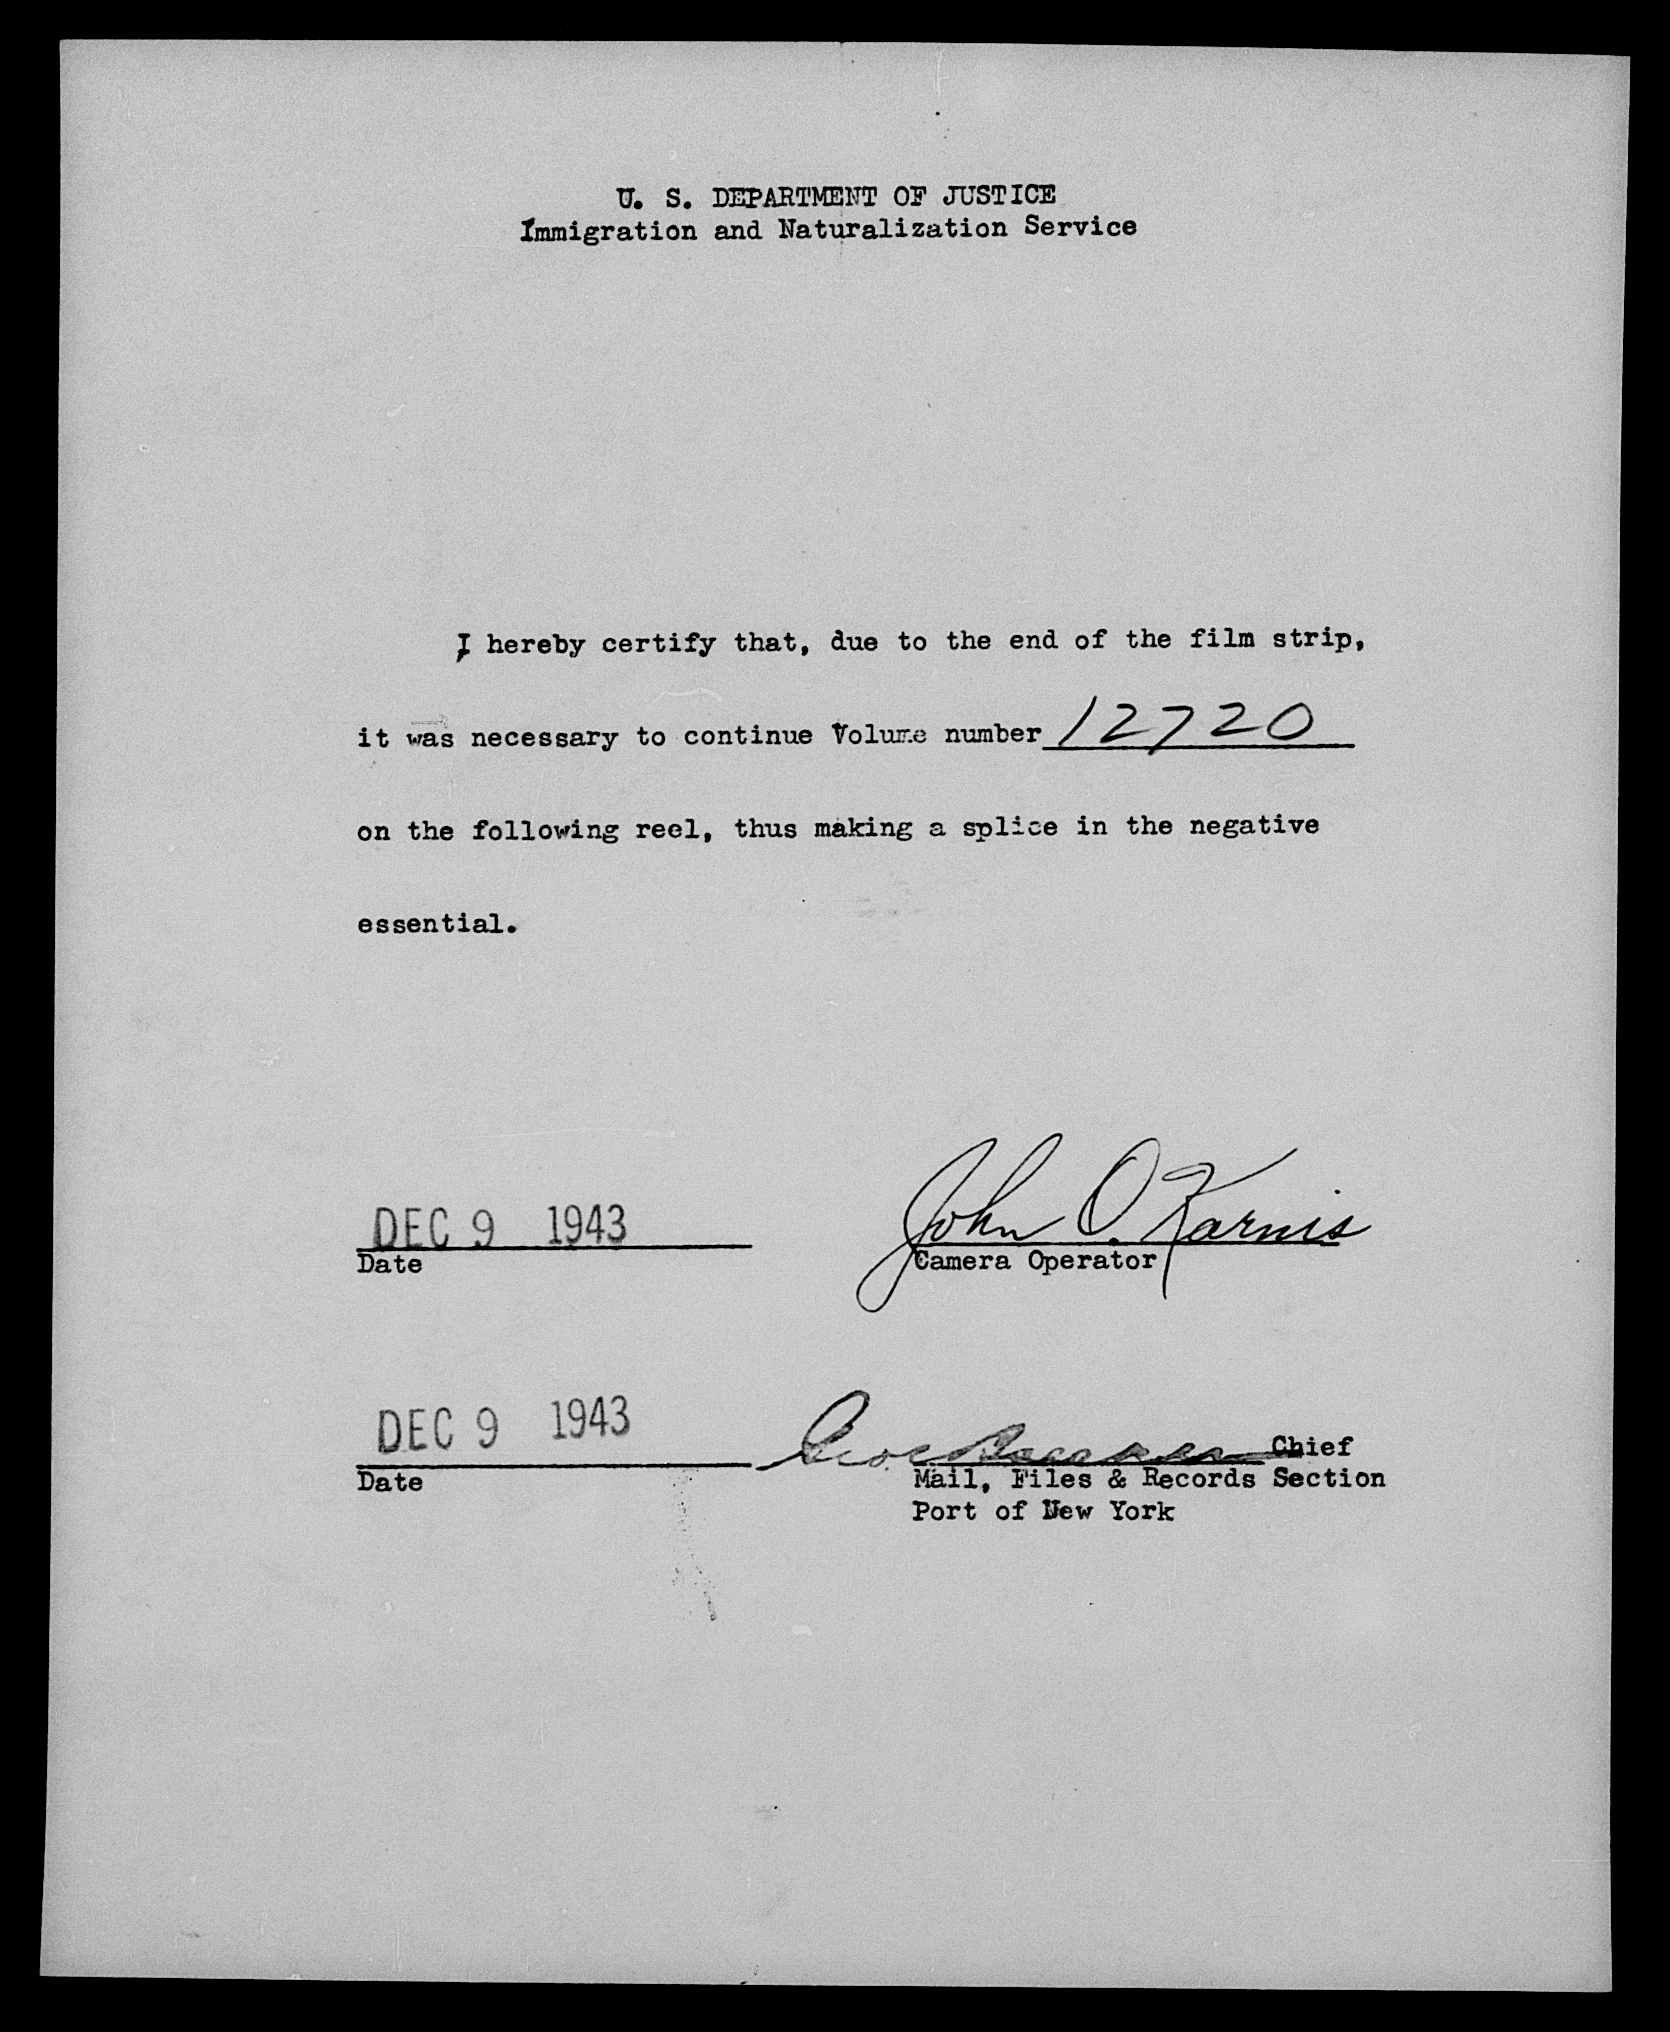 U. S. DEPARTMENT OF JUSTICE
Immigration and Naturalization Service
I hereby certify that, due to the end of the film strip,
it was necessary to continue Volume number 12720
on the following reel, thus making a splice in the negative
essential.
DEC 9 1943
Date
John O. Karnis
Camera Operator
DEC 9 1943
Date
Chief
Mail, Files & Records Section
Port of New York